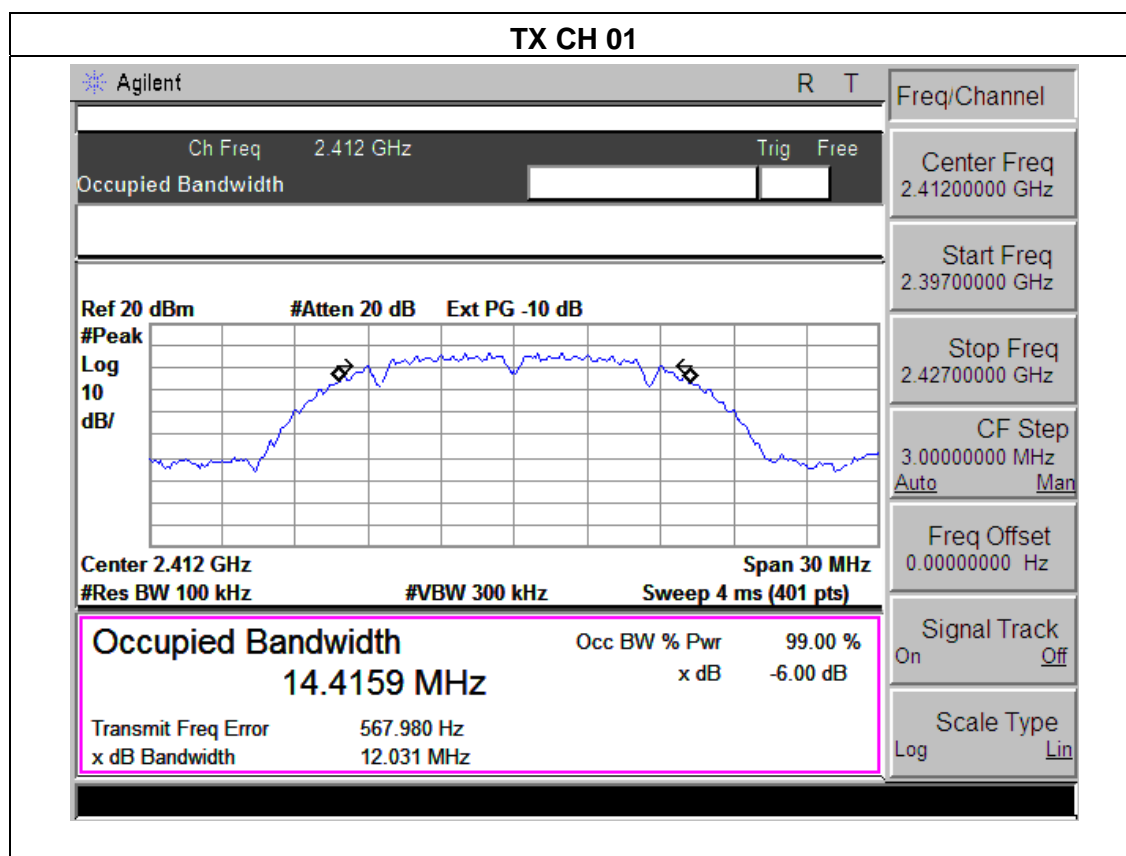 TX CH 01
Agilent R T
Freq/Channel
Ch Freq 2.412 GHz Trig Free
Occupied Bandwidth
Center Freq
2.41200000 GHz
Start Freq
2.39700000 GHz
Stop Freq
2.42700000 GHz
CF Step
3.00000000 MHz
Auto Man
Freq Offset
0.00000000 Hz
Signal Track
On Off
Scale Type
Log Lin
Ref 20 dBm #Atten 20 dB Ext PG -10 dB
#Peak
Log
10
dB/
Center 2.412 GHz Span 30 MHz
#Res BW 100 kHz #VBW 300 kHz Sweep 4 ms (401 pts)
Occupied Bandwidth Occ BW % Pwr 99.00 %
14.4159 MHz x dB -6.00 dB
Transmit Freq Error 567.980 Hz
x dB Bandwidth 12.031 MHz